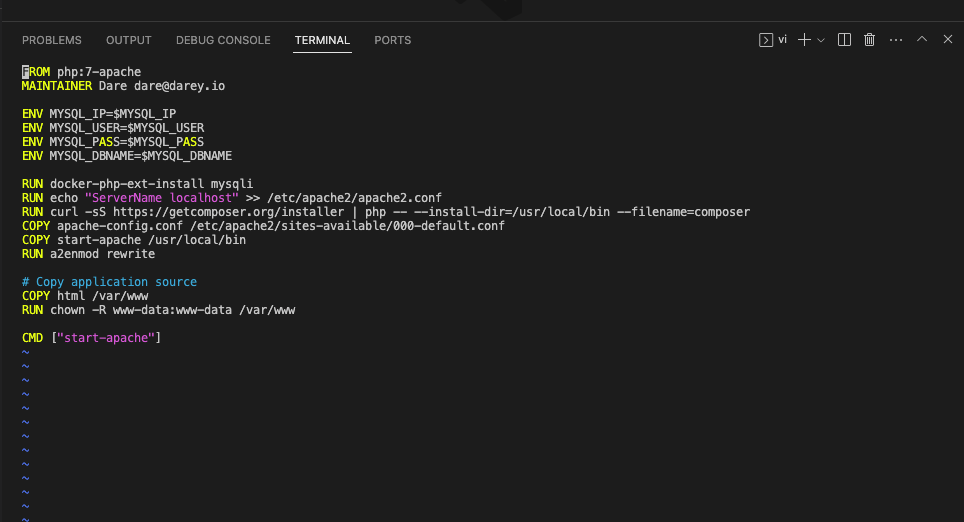 PROBLEMS OUTPUT DEBUG CONSOLE TERMINAL PORTS vi
FROM php:7-apache
MAINTAINER Dare dare@darey.io
ENV MYSQL_IP=$MYSQL_IP
ENV MYSQL_USER=$MYSQL_USER
ENV MYSQL_PASS=$MYSQL_PASS
ENV MYSQL_DBNAME=$MYSQL_DBNAME
RUN docker-php-ext-install mysqli
RUN echo "ServerName localhost" >> /etc/apache2/apache2.conf
RUN curl -sS https://getcomposer.org/installer | php -- --install-dir=/usr/local/bin --filename=composer
COPY apache-config.conf /etc/apache2/sites-available/000-default.conf
COPY start-apache /usr/local/bin
RUN a2enmod rewrite
# Copy application source
COPY html /var/www
RUN chown -R www-data:www-data /var/www
CMD ["start-apache"]
~
~
~
~
~
~
~
~
~
~
~
~
~